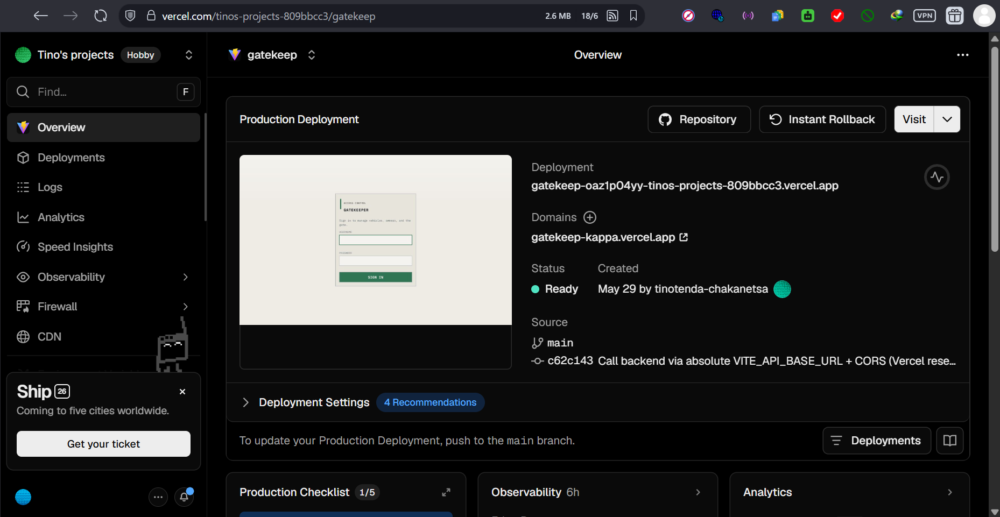 vercel.com/tinos-projects-809bbcc3/gatekeep
2.6 MB
18/6
VPN
Tino's projects
Hobby
gatekeep
Overview
Find...
F
Overview
Deployments
Logs
Analytics
Speed Insights
Observability
Firewall
CDN
Ship 26
Coming to five cities worldwide.
Get your ticket
Production Deployment
Repository
Instant Rollback
Visit
ACCESS CONTROL
GATEKEEPER
Sign in to manage vehicles, owners, and the
gate.
USERNAME
PASSWORD
SIGN IN
Deployment
gatekeep-oaz1p04yy-tinos-projects-809bbcc3.vercel.app
Domains
gatekeep-kappa.vercel.app
Status
Created
Ready
May 29 by tinotenda-chakanetsa
Source
main
c62c143 Call backend via absolute VITE_API_BASE_URL + CORS (Vercel rese...
Deployment Settings
4 Recommendations
To update your Production Deployment, push to the main branch.
Deployments
Production Checklist 1/5
Observability 6h
Analytics